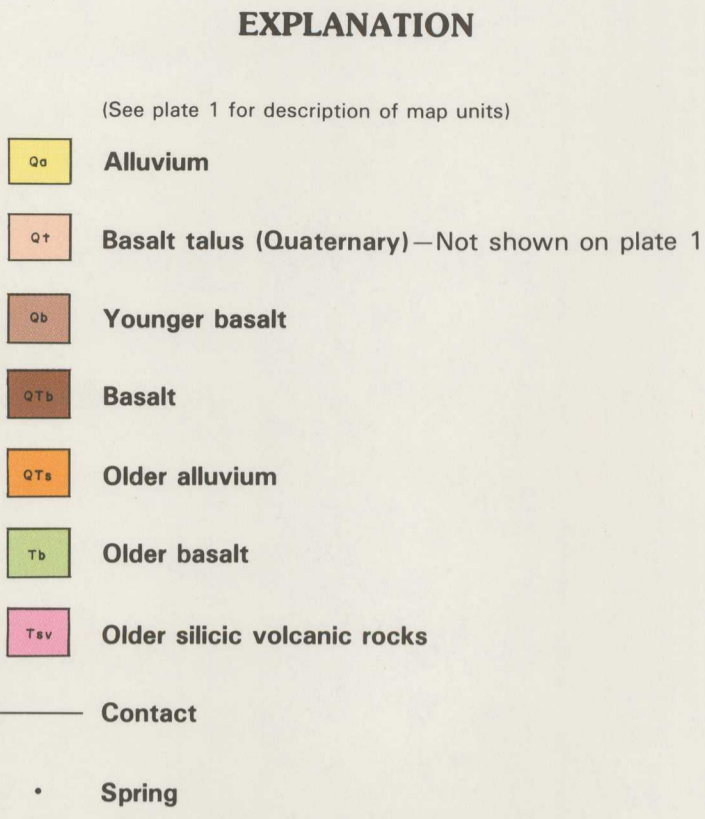 EXPLANATION
(See plate 1 for description of map units)
Qa Alluvium
Qt Basalt talus (Quaternary)—Not shown on plate 1
Qb Younger basalt
QTb Basalt
QTs Older alluvium
Tb Older basalt
Tsv Older silicic volcanic rocks
Contact
Spring